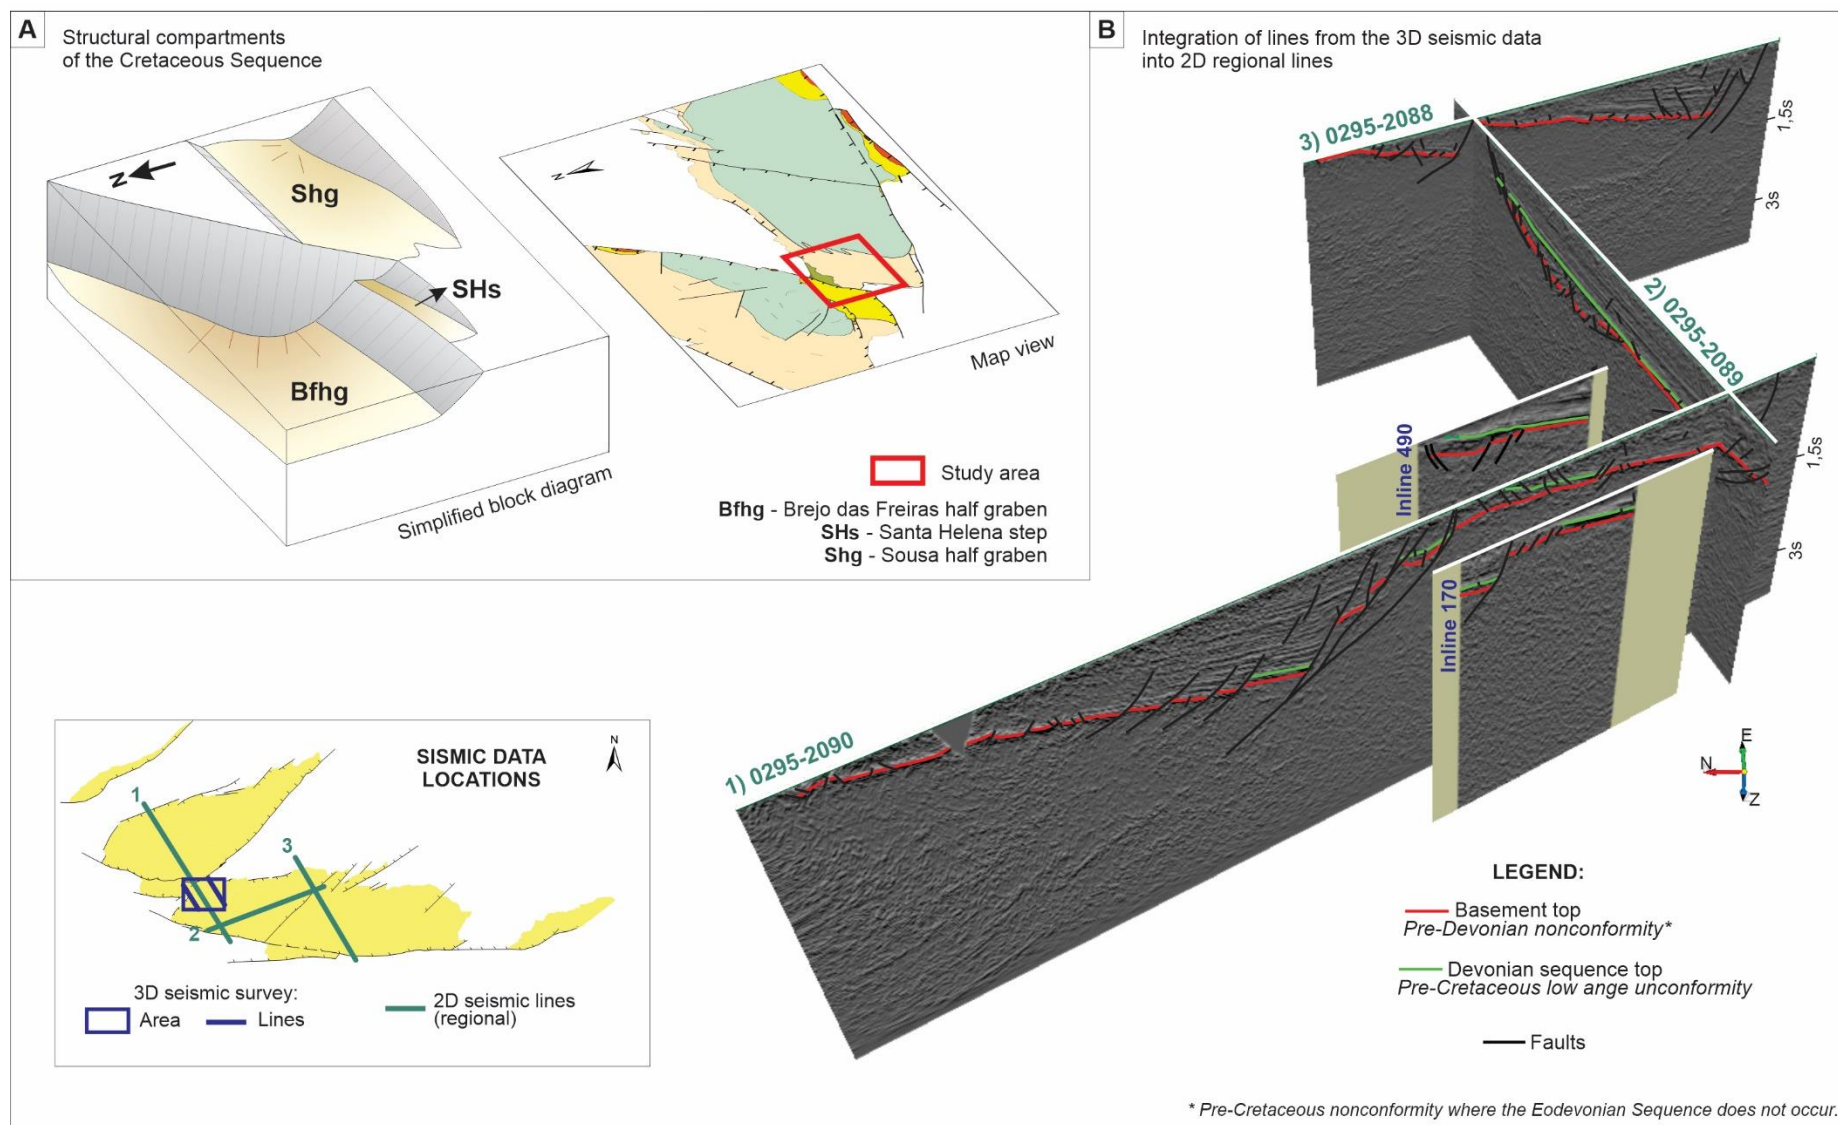 A
Structural compartments
of the Cretaceous Sequence
N
Shg
SHs
Bfhg
Simplified block diagram
N
Map view
Study area
Bfhg - Brejo das Freiras half graben
SHs - Santa Helena step
Shg - Sousa half graben
B
Integration of lines from the 3D seismic data
into 2D regional lines
3) 0295-2088
1,5s
3s
2) 0295-2089
1,5s
3s
Inline 490
Inline 170
1) 0295-2090
N
E
Z
SISMIC DATA
LOCATIONS
N
1
3
2
3D seismic survey:
Area
Lines
2D seismic lines
(regional)
LEGEND:
Basement top
Pre-Devonian nonconformity*
Devonian sequence top
Pre-Cretaceous low ange unconformity
Faults
* Pre-Cretaceous nonconformity where the Eodevonian Sequence does not occur.